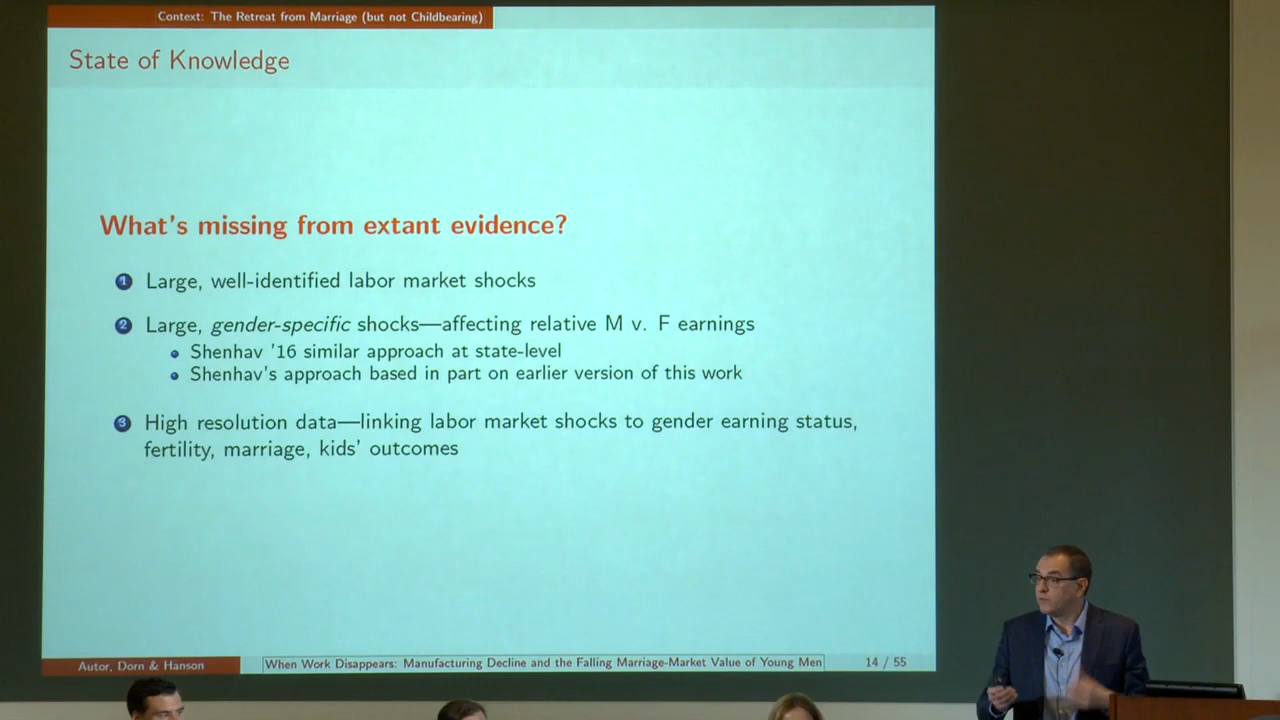 Context: The Retreat from Marriage (but not Childbearing)
State of Knowledge
What's missing from extant evidence?
1 Large, well-identified labor market shocks
2 Large, gender-specific shocks—affecting relative M v. F earnings
Shenhav '16 similar approach at state-level
Shenhav's approach based in part on earlier version of this work
3 High resolution data—linking labor market shocks to gender earning status,
fertility, marriage, kids' outcomes
Autor, Dorn & Hanson
When Work Disappears: Manufacturing Decline and the Falling Marriage-Market Value of Young Men
14 / 55